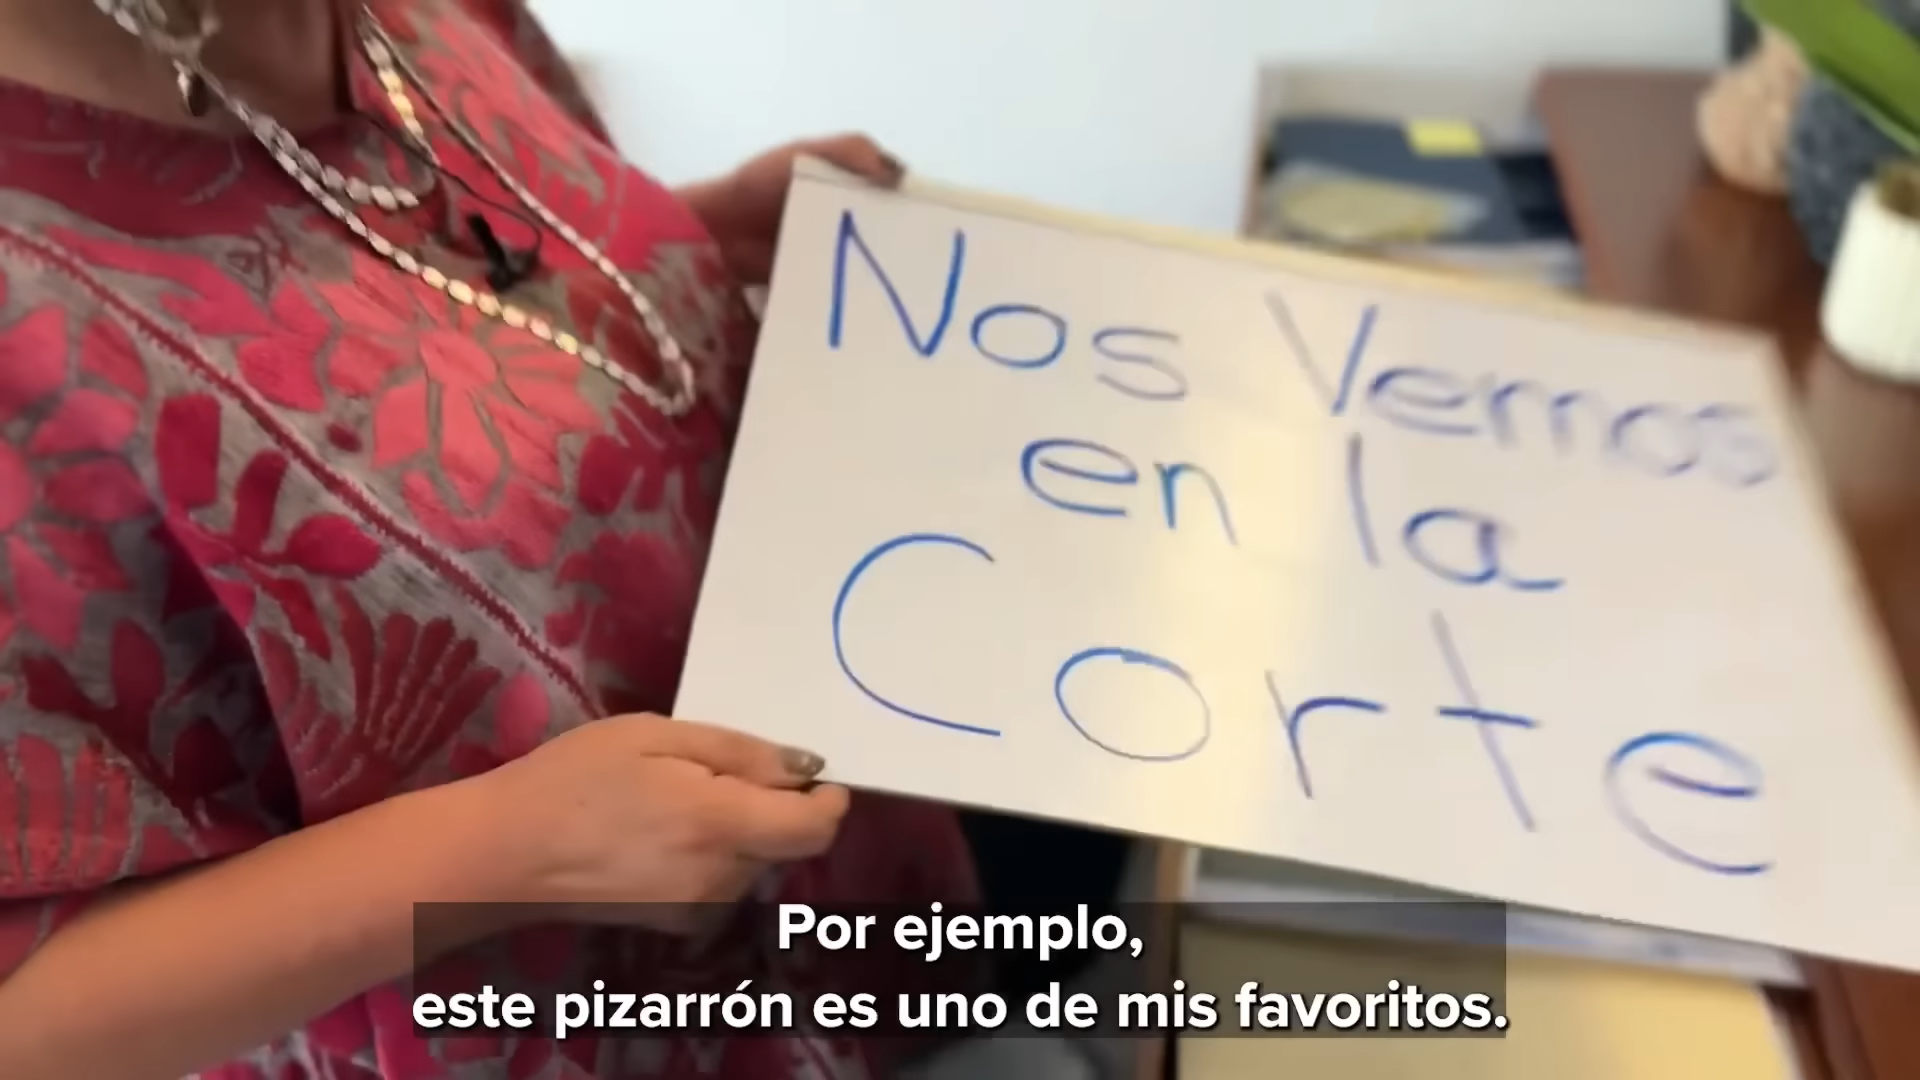 Nos Vemos
en la
Corte
Por ejemplo,
este pizarrón es uno de mis favoritos.